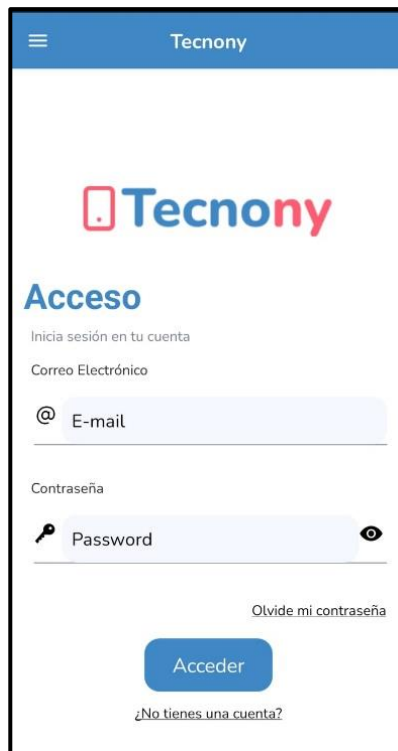 Tecnony
Tecnony
Acceso
Inicia sesión en tu cuenta
Correo Electrónico
@ E-mail
Contraseña
Password
Olvide mi contraseña
Acceder
¿No tienes una cuenta?